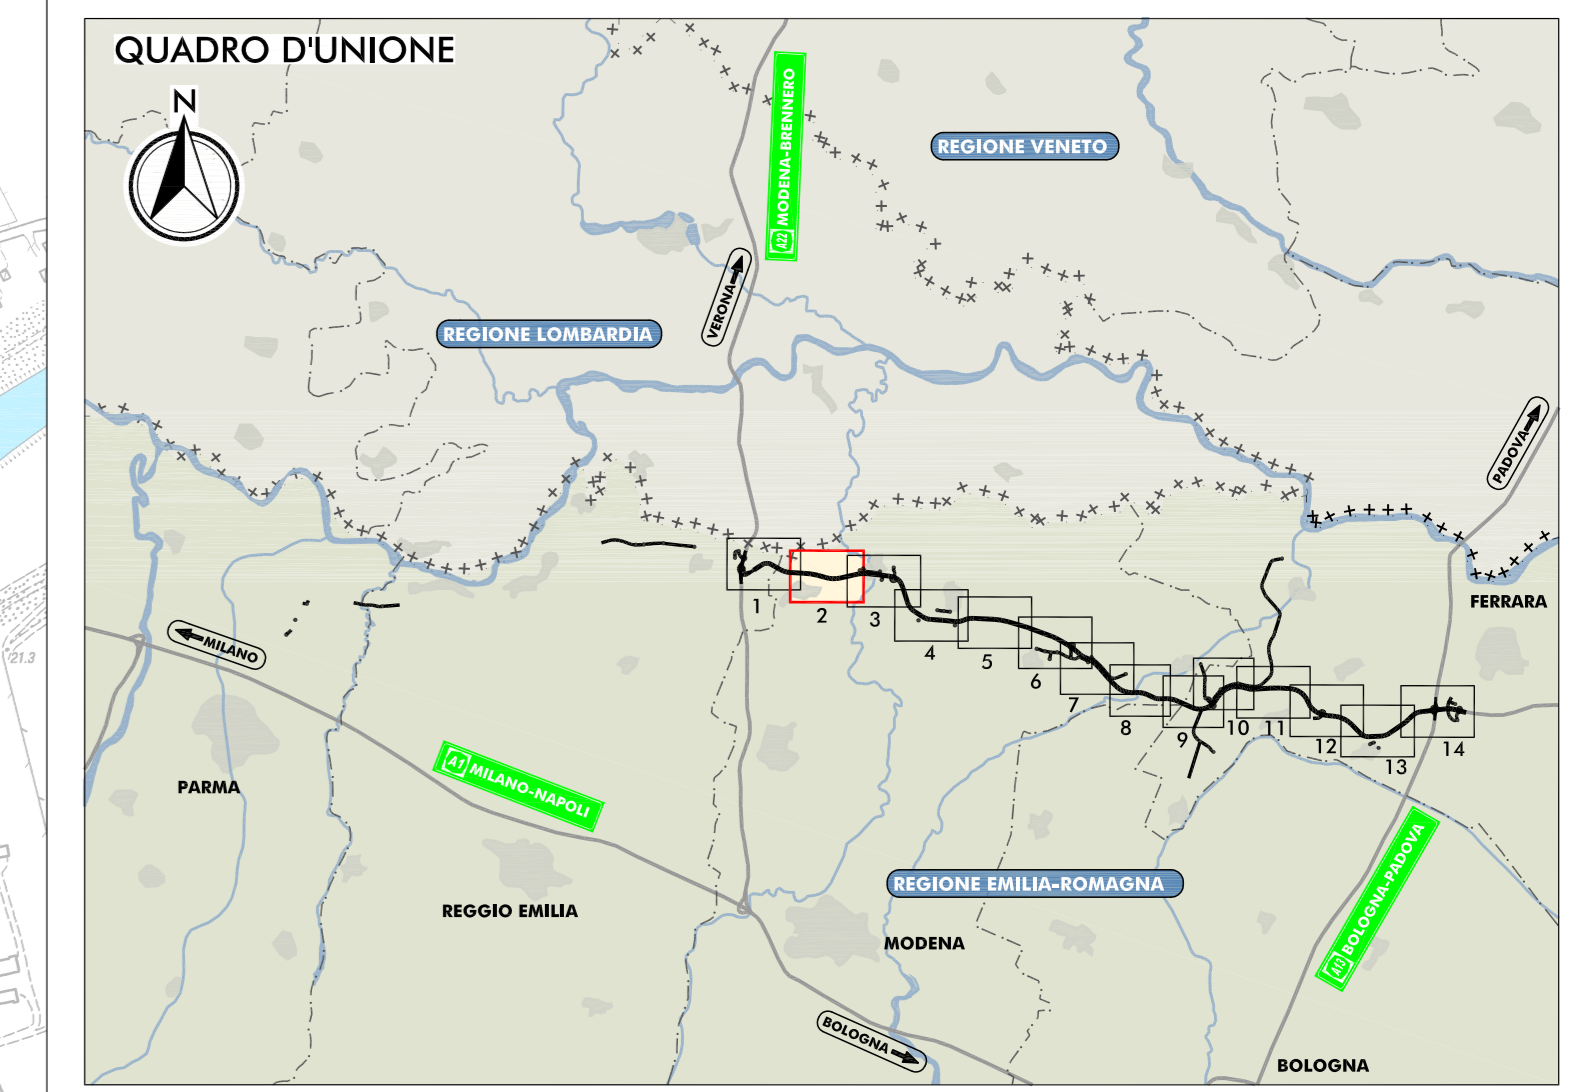 QUADRO D'UNIONE
N
A22 MODENA-BRENNERO
REGIONE VENETO
VERONA
REGIONE LOMBARDIA
PADOVA
FERRARA
1
2
3
4
5
6
7
8
9
10
11
12
13
14
MILANO
21.3
PARMA
A1 MILANO-NAPOLI
REGIONE EMILIA-ROMAGNA
A13 BOLOGNA-PADOVA
REGGIO EMILIA
MODENA
BOLOGNA
BOLOGNA